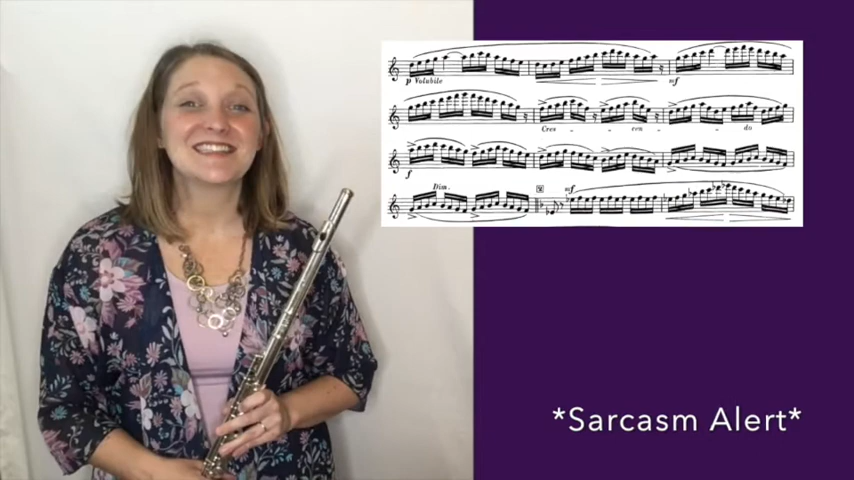 p Volubile
mf
Cres - - cen - - do
f
Dim.
mf
*Sarcasm Alert*